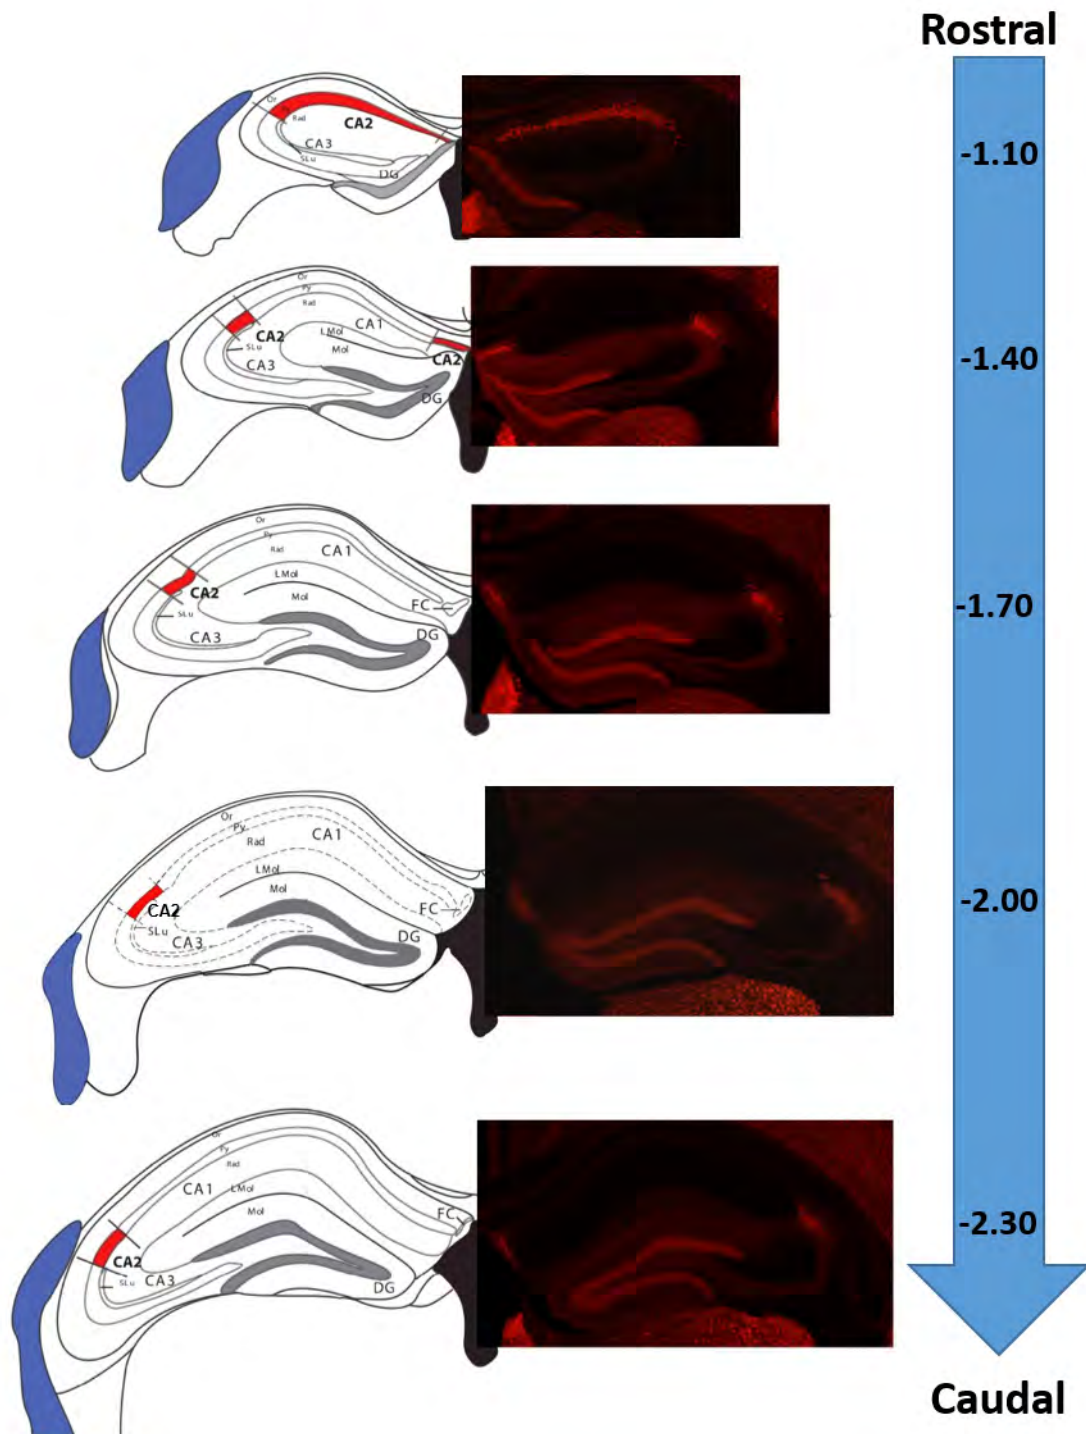 Rostral
Or
Rad
CA2
CA3
SLu
DG
-1.10
Or
Py
Rad
CA1
LMol
CA2
Mol
SLu
CA2
CA3
DG
-1.40
Or
Py
Rad
CA1
LMol
CA2
Mol
FC
SLu
DG
CA3
-1.70
Or
Py
CA1
Rad
LMol
Mol
CA2
FC
SLu
DG
CA3
-2.00
Or
Py
Rad
CA1
LMol
Mol
FC
CA2
SLu
CA3
DG
-2.30
Caudal